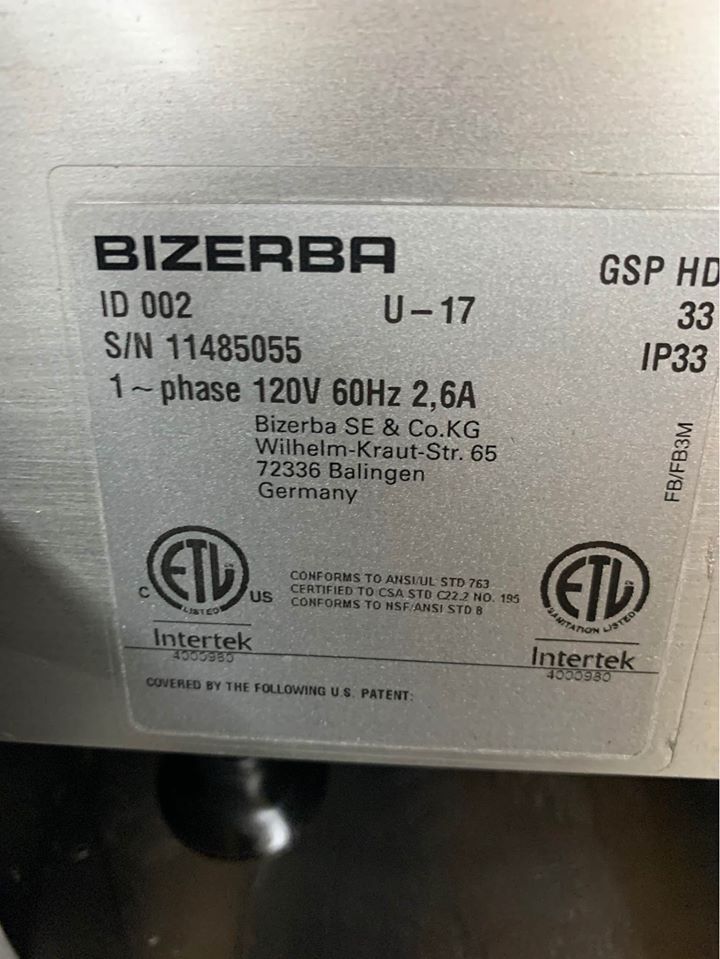 BIZERBA
GSP HD
ID 002 U-17 33
S/N 11485055 IP33
1~phase 120V 60Hz 2,6A
Bizerba SE & Co.KG
Wilhelm-Kraut-Str. 65
72336 Balingen
Germany
FB/FB3M
C ETL US
LISTED
Intertek
4000980
CONFORMS TO ANSI/UL STD 763
CERTIFIED TO CSA STD C22.2 NO. 195
CONFORMS TO NSF/ANSI STD 8
ETL
SANITATION LISTED
Intertek
4000980
COVERED BY THE FOLLOWING U.S. PATENT: